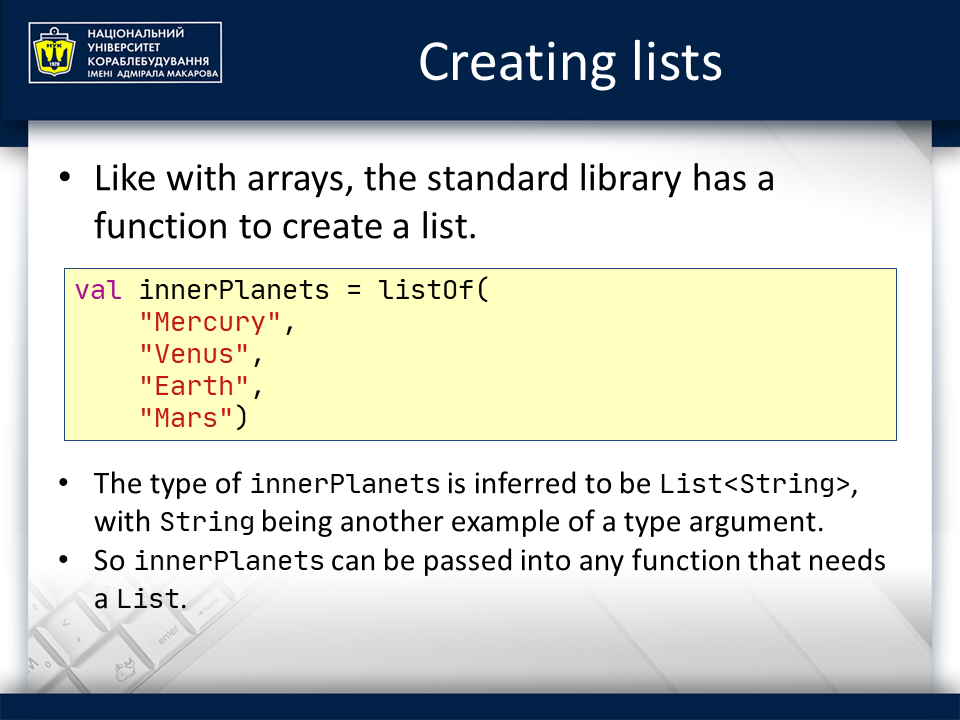 НАЦІОНАЛЬНИЙ
УНІВЕРСИТЕТ
КОРАБЛЕБУДУВАННЯ
ІМЕНІ АДМІРАЛА МАКАРОВА
НУК
1920
Creating lists
• Like with arrays, the standard library has a
function to create a list.
val innerPlanets = listOf(
    "Mercury",
    "Venus",
    "Earth",
    "Mars")
• The type of innerPlanets is inferred to be List<String>,
with String being another example of a type argument.
• So innerPlanets can be passed into any function that needs
a List.
enter